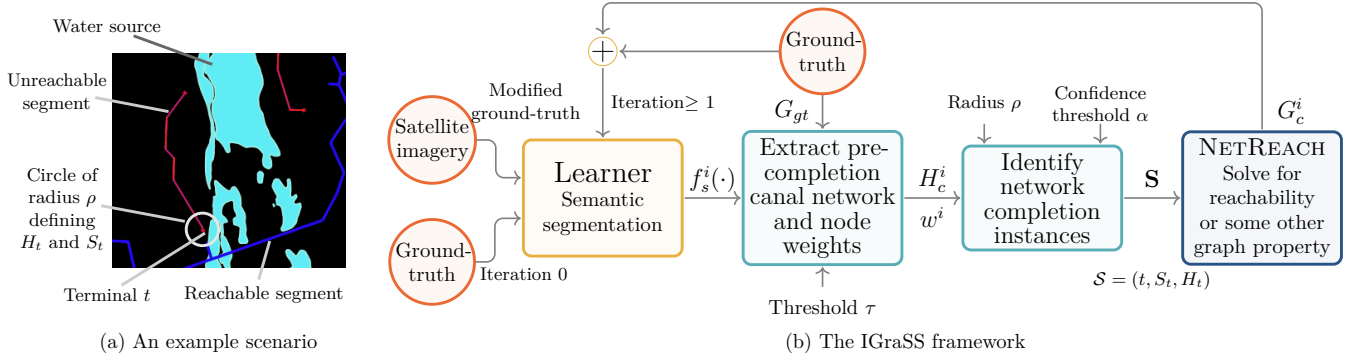 Water source
Unreachable
segment
Circle of
radius ρ
defining
H_t and S_t
Terminal t
Reachable segment
(a) An example scenario
Satellite
imagery
Ground-
truth
Modified
ground-truth
Iteration 0
+
Iteration≥ 1
Learner
Semantic
segmentation
f_s^i(·)
Ground-
truth
G_{gt}
Extract pre-
completion
canal network
and node
weights
Threshold τ
H_c^i
w^i
Radius ρ
Confidence
threshold α
Identify
network
completion
instances
S
𝒮 = (t, S_t, H_t)
G_c^i
NETREACH
Solve for
reachability
or some other
graph property
(b) The IGraSS framework